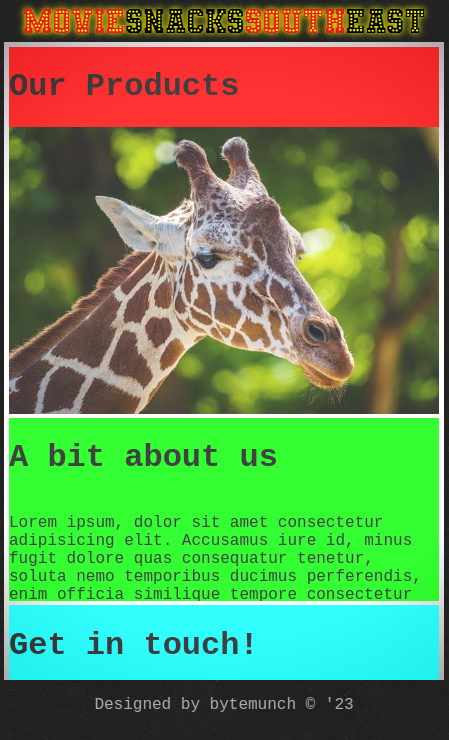 MOVIESNACKSSOUTHEAST
Our Products
A bit about us
Lorem ipsum, dolor sit amet consectetur
adipisicing elit. Accusamus iure id, minus
fugit dolore quas consequatur tenetur,
soluta nemo temporibus ducimus perferendis,
enim officia similique tempore consectetur
Get in touch!
Designed by bytemunch © '23